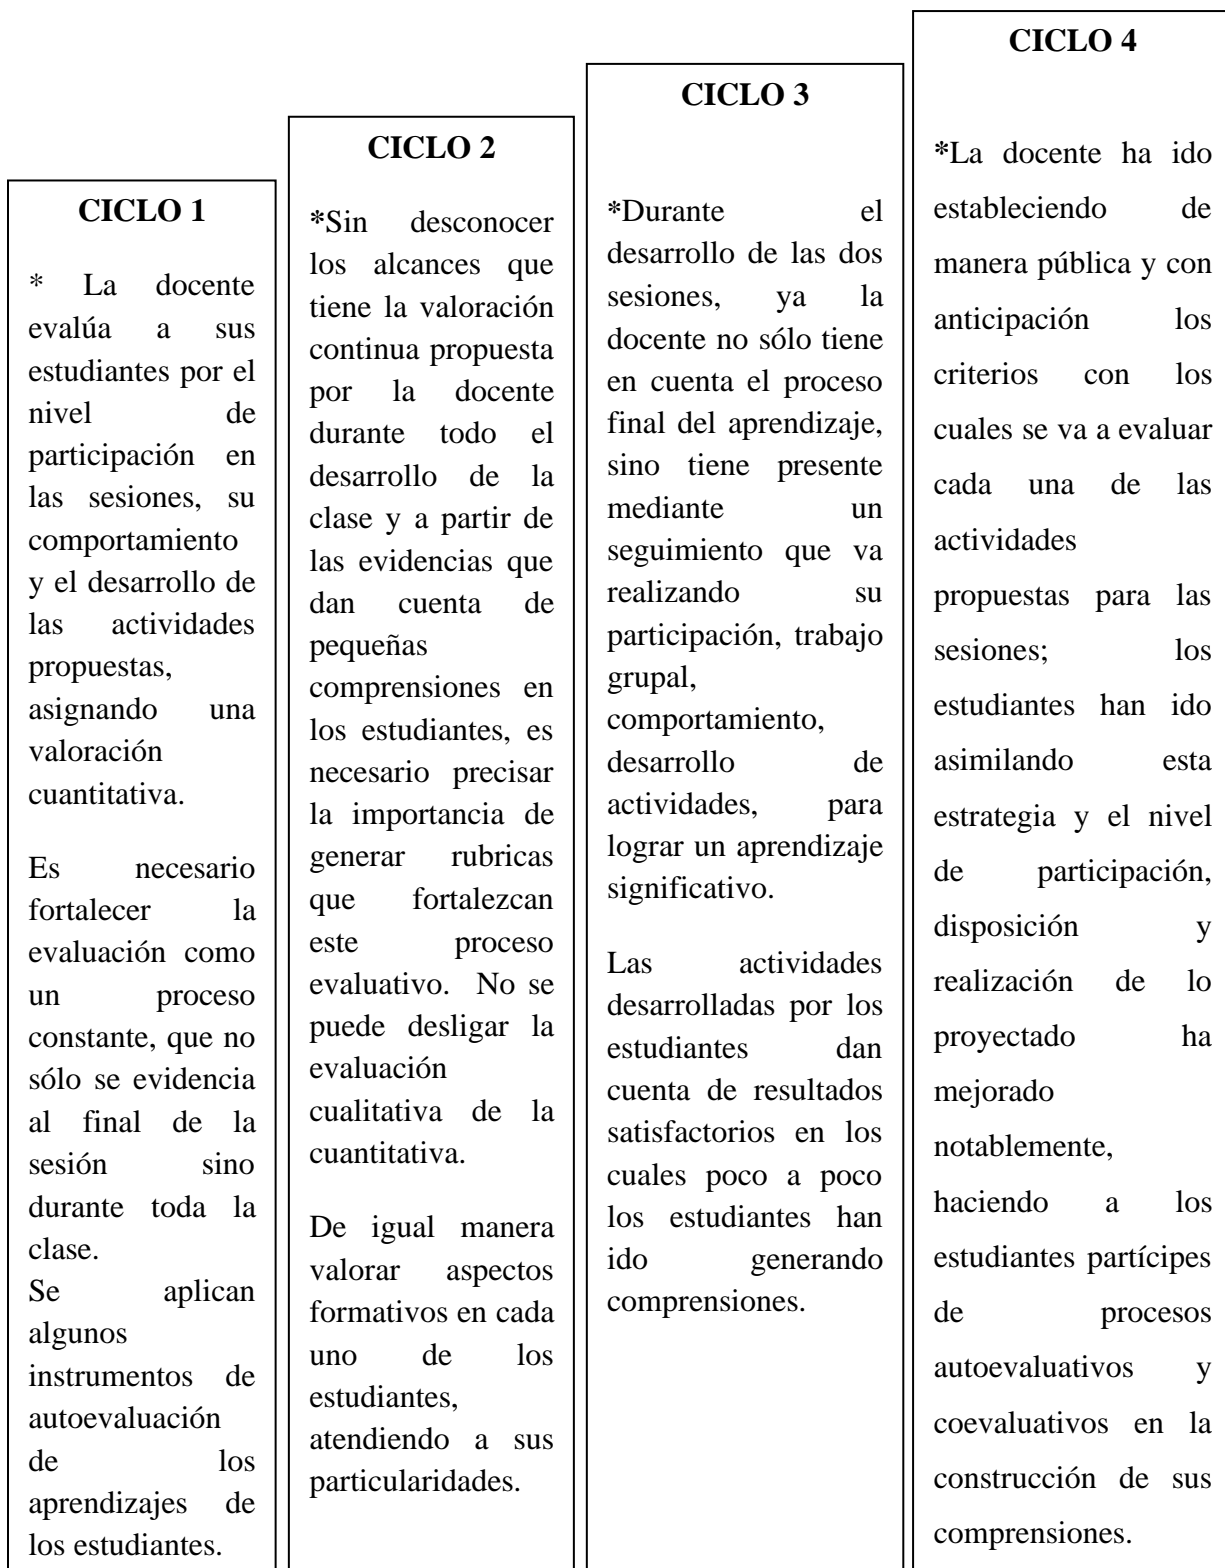 CICLO 1
* La docente
evalúa a sus
estudiantes por el
nivel de
participación en
las sesiones, su
comportamiento
y el desarrollo de
las actividades
propuestas,
asignando una
valoración
cuantitativa.
Es necesario
fortalecer la
evaluación como
un proceso
constante, que no
sólo se evidencia
al final de la
sesión sino
durante toda la
clase.
Se aplican
algunos
instrumentos de
autoevaluación
de los
aprendizajes de
los estudiantes.
CICLO 2
*Sin desconocer
los alcances que
tiene la valoración
continua propuesta
por la docente
durante todo el
desarrollo de la
clase y a partir de
las evidencias que
dan cuenta de
pequeñas
comprensiones en
los estudiantes, es
necesario precisar
la importancia de
generar rubricas
que fortalezcan
este proceso
evaluativo. No se
puede desligar la
evaluación
cualitativa de la
cuantitativa.
De igual manera
valorar aspectos
formativos en cada
uno de los
estudiantes,
atendiendo a sus
particularidades.
CICLO 3
*Durante el
desarrollo de las dos
sesiones, ya la
docente no sólo tiene
en cuenta el proceso
final del aprendizaje,
sino tiene presente
mediante un
seguimiento que va
realizando su
participación, trabajo
grupal,
comportamiento,
desarrollo de
actividades, para
lograr un aprendizaje
significativo.
Las actividades
desarrolladas por los
estudiantes dan
cuenta de resultados
satisfactorios en los
cuales poco a poco
los estudiantes han
ido generando
comprensiones.
CICLO 4
*La docente ha ido
estableciendo de
manera pública y con
anticipación los
criterios con los
cuales se va a evaluar
cada una de las
actividades
propuestas para las
sesiones; los
estudiantes han ido
asimilando esta
estrategia y el nivel
de participación,
disposición y
realización de lo
proyectado ha
mejorado
notablemente,
haciendo a los
estudiantes partícipes
de procesos
autoevaluativos y
coevaluativos en la
construcción de sus
comprensiones.